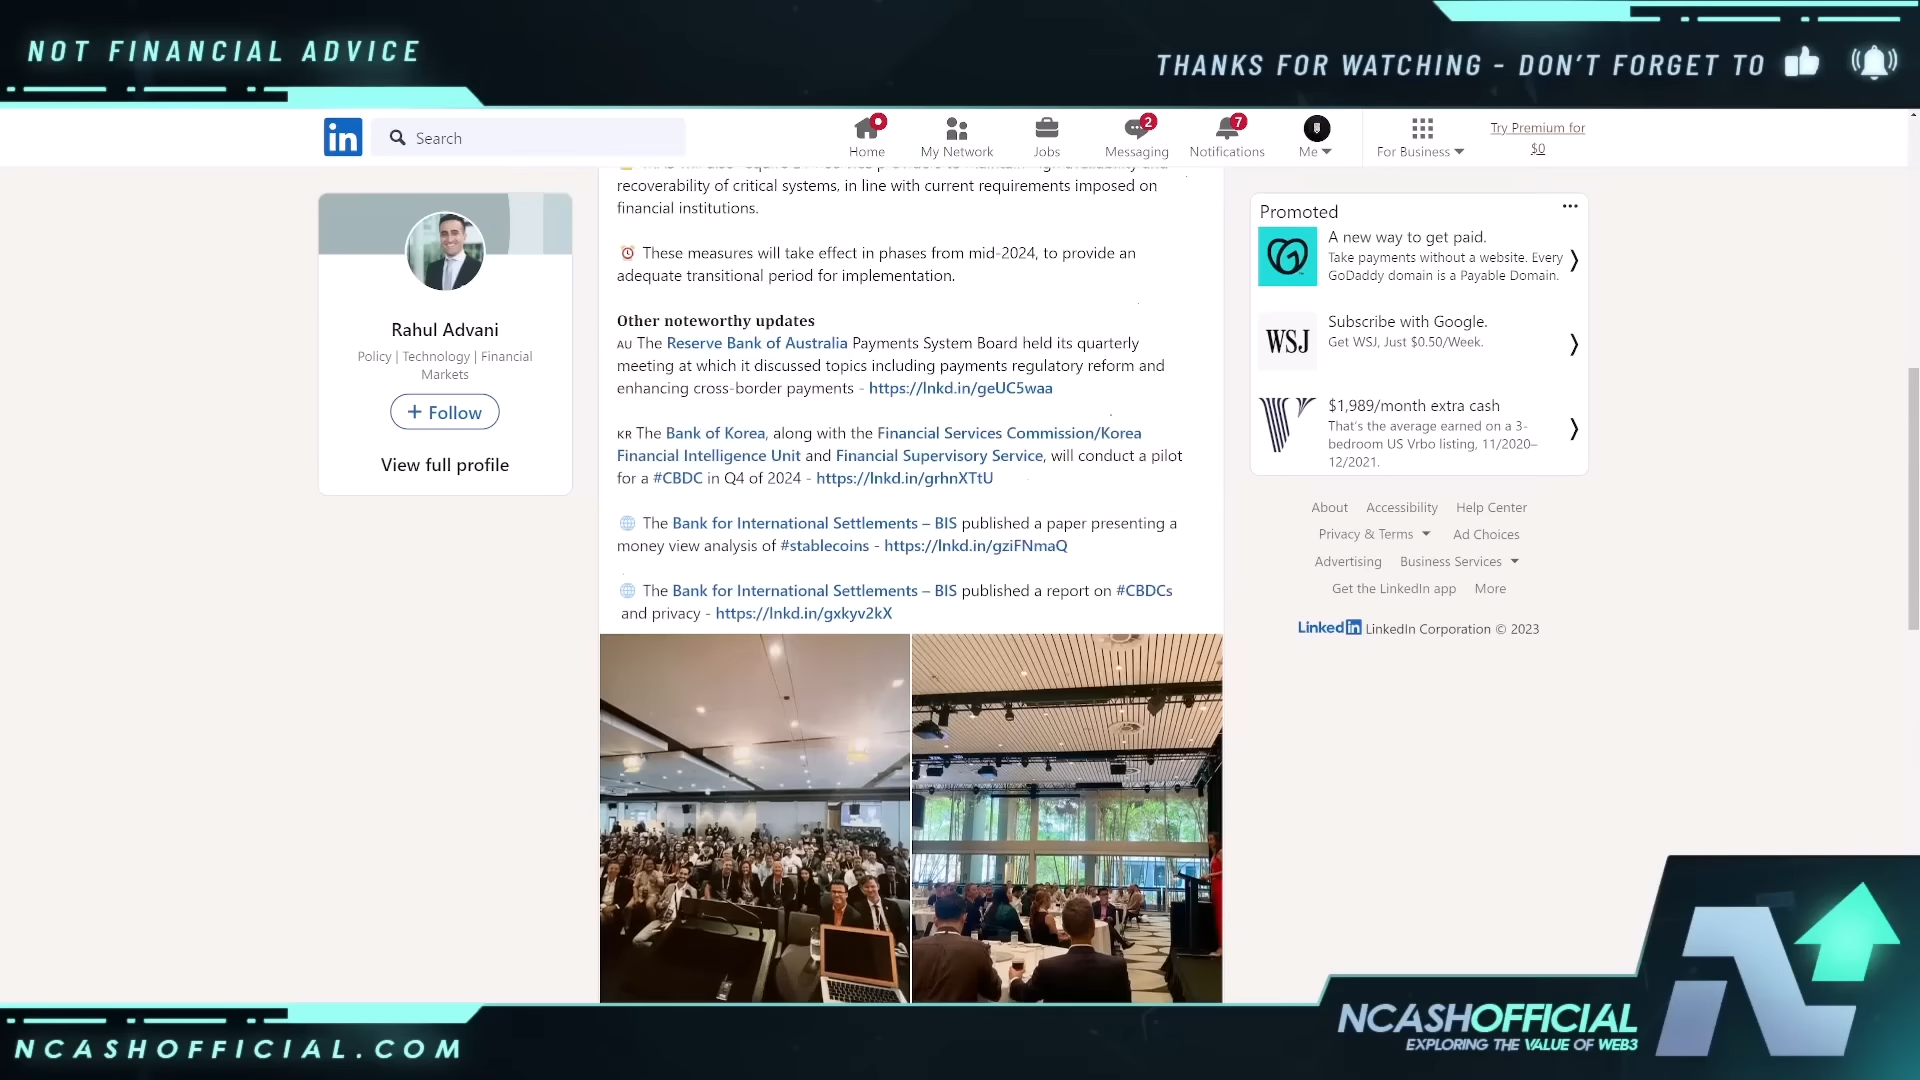 NOT FINANCIAL ADVICE
THANKS FOR WATCHING - DON'T FORGET TO
in
Search
Home
My Network
Jobs
2
Messaging
7
Notifications
Me
For Business
Try Premium for
$0
Rahul Advani
Policy | Technology | Financial
Markets
+ Follow
View full profile
recoverability of critical systems, in line with current requirements imposed on
financial institutions.
⏰ These measures will take effect in phases from mid-2024, to provide an
adequate transitional period for implementation.
Other noteworthy updates
AU The Reserve Bank of Australia Payments System Board held its quarterly
meeting at which it discussed topics including payments regulatory reform and
enhancing cross-border payments - https://lnkd.in/geUC5waa
KR The Bank of Korea, along with the Financial Services Commission/Korea
Financial Intelligence Unit and Financial Supervisory Service, will conduct a pilot
for a #CBDC in Q4 of 2024 - https://lnkd.in/grhnXTtU
🌐 The Bank for International Settlements – BIS published a paper presenting a
money view analysis of #stablecoins - https://lnkd.in/gziFNmaQ
🌐 The Bank for International Settlements – BIS published a report on #CBDCs
and privacy - https://lnkd.in/gxkyv2kX
Promoted
A new way to get paid.
Take payments without a website. Every
GoDaddy domain is a Payable Domain.
WSJ
Subscribe with Google.
Get WSJ, Just $0.50/Week.
$1,989/month extra cash
That's the average earned on a 3-
bedroom US Vrbo listing, 11/2020–
12/2021.
About Accessibility Help Center
Privacy & Terms Ad Choices
Advertising Business Services
Get the LinkedIn app More
Linkedin LinkedIn Corporation © 2023
NCASHOFFICIAL.COM
NCASHOFFICIAL
EXPLORING THE VALUE OF WEB3